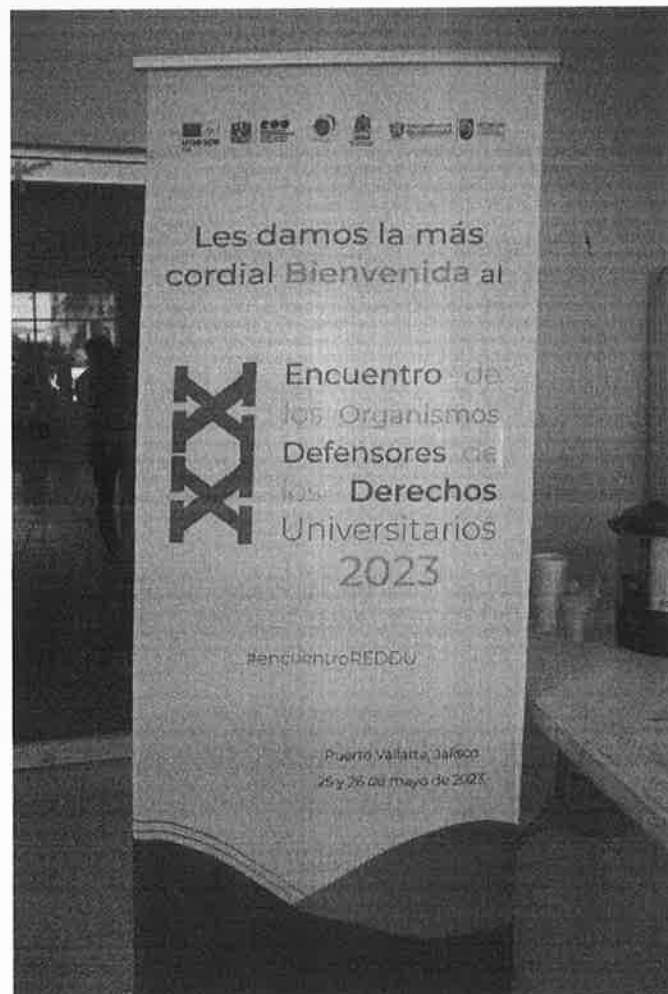 Les damos la más
cordial Bienvenida al
XX
Encuentro de
los Organismos
Defensores de
los Derechos
Universitarios
2023
#encuentroREDDU
Puerto Vallarta, Jalisco
25 y 26 de mayo de 2023